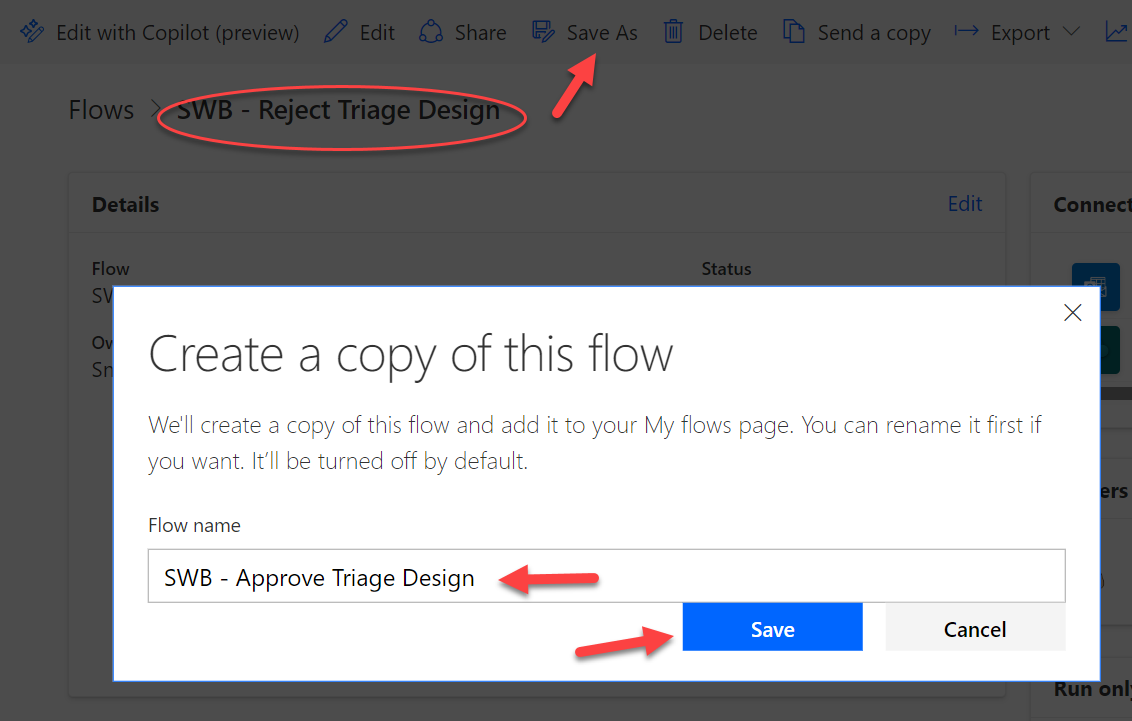 Edit with Copilot (preview) Edit Share Save As Delete Send a copy Export
Flows > SWB - Reject Triage Design
Details Edit Connect
Flow Status
SW
Ow
Sn
Create a copy of this flow
We'll create a copy of this flow and add it to your My flows page. You can rename it first if
you want. It’ll be turned off by default.
ers
Flow name
SWB - Approve Triage Design
Save Cancel
Run only